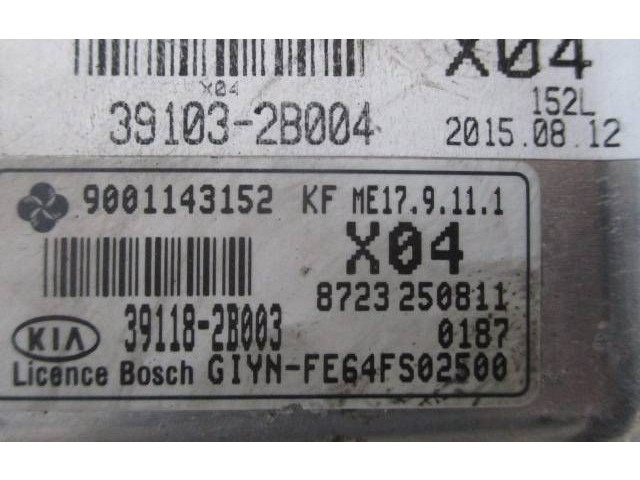 X04
X04
39103-2B004
152L
2015.08.12
9001143152 KF ME17.9.11.1
X04
8723 250811
KIA 39118-2B003 0187
Licence Bosch GIYN-FE64FS02500